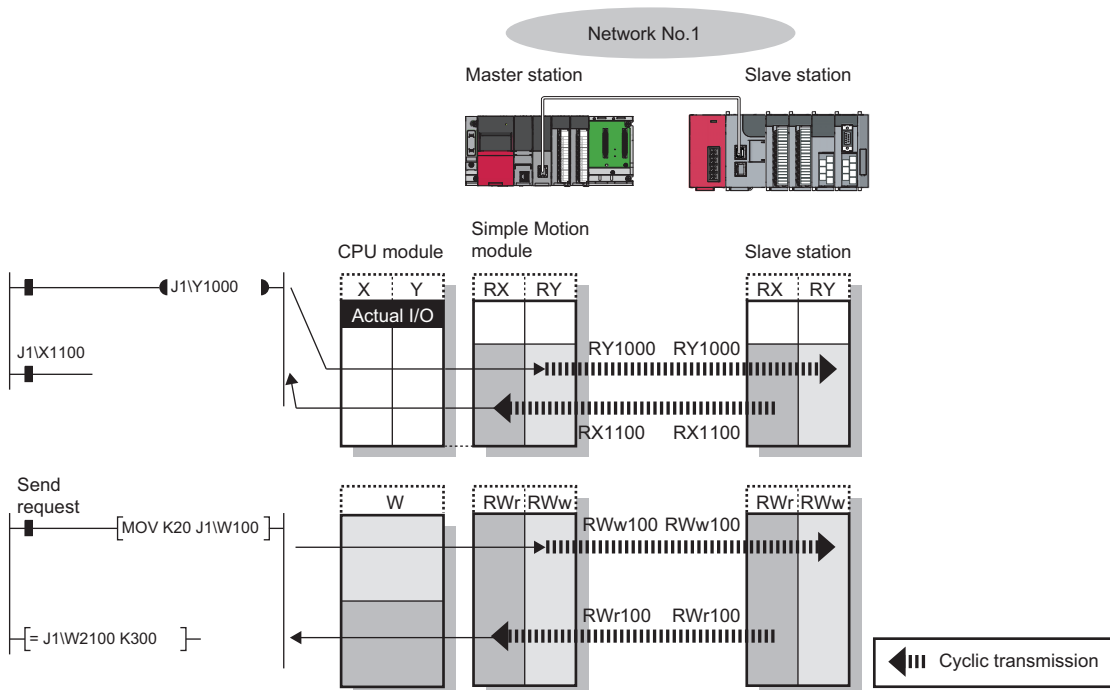 Network No.1
Master station
Slave station
Simple Motion
module
CPU module
Slave station
X Y
RX RY
RX RY
Actual I/O
J1\Y1000
J1\X1100
RY1000 RY1000
RX1100 RX1100
Send
request
W
RWr RWw
RWr RWw
MOV K20 J1\W100
RWw100 RWw100
= J1\W2100 K300
RWr100 RWr100
Cyclic transmission